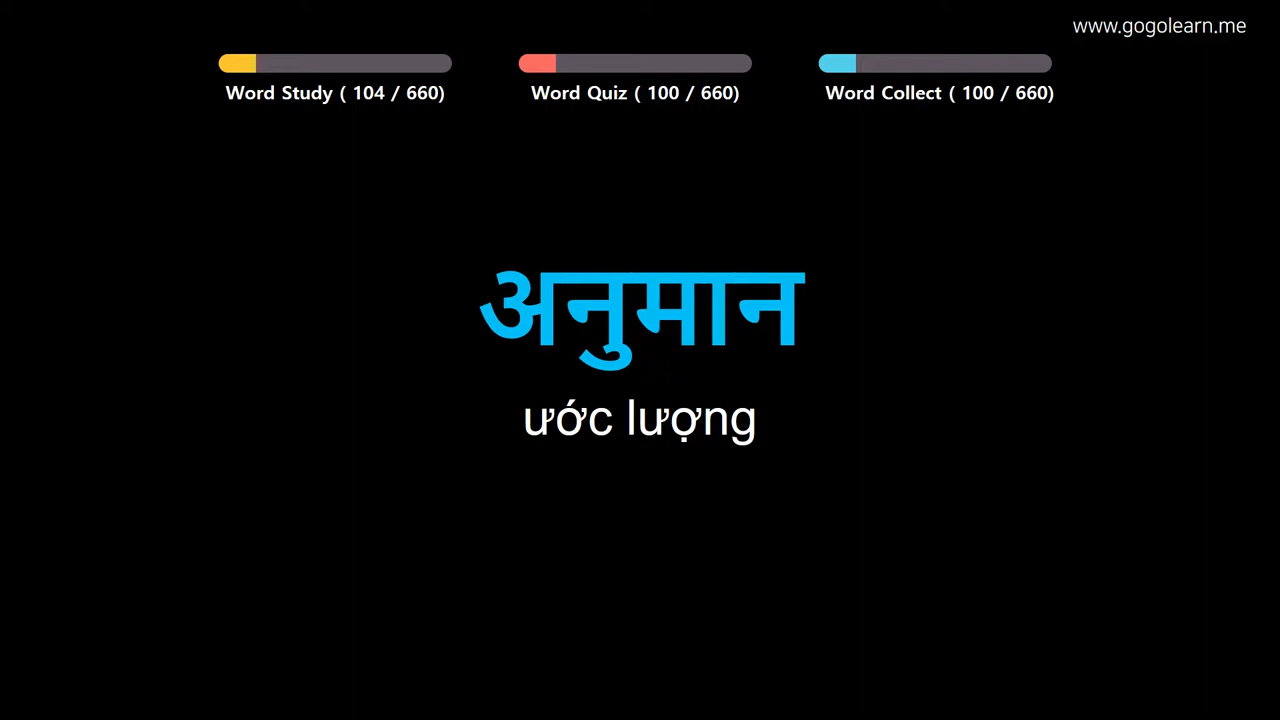 www.gogolearn.me
Word Study ( 104 / 660)
Word Quiz ( 100 / 660)
Word Collect ( 100 / 660)
अनुमान
ước lượng